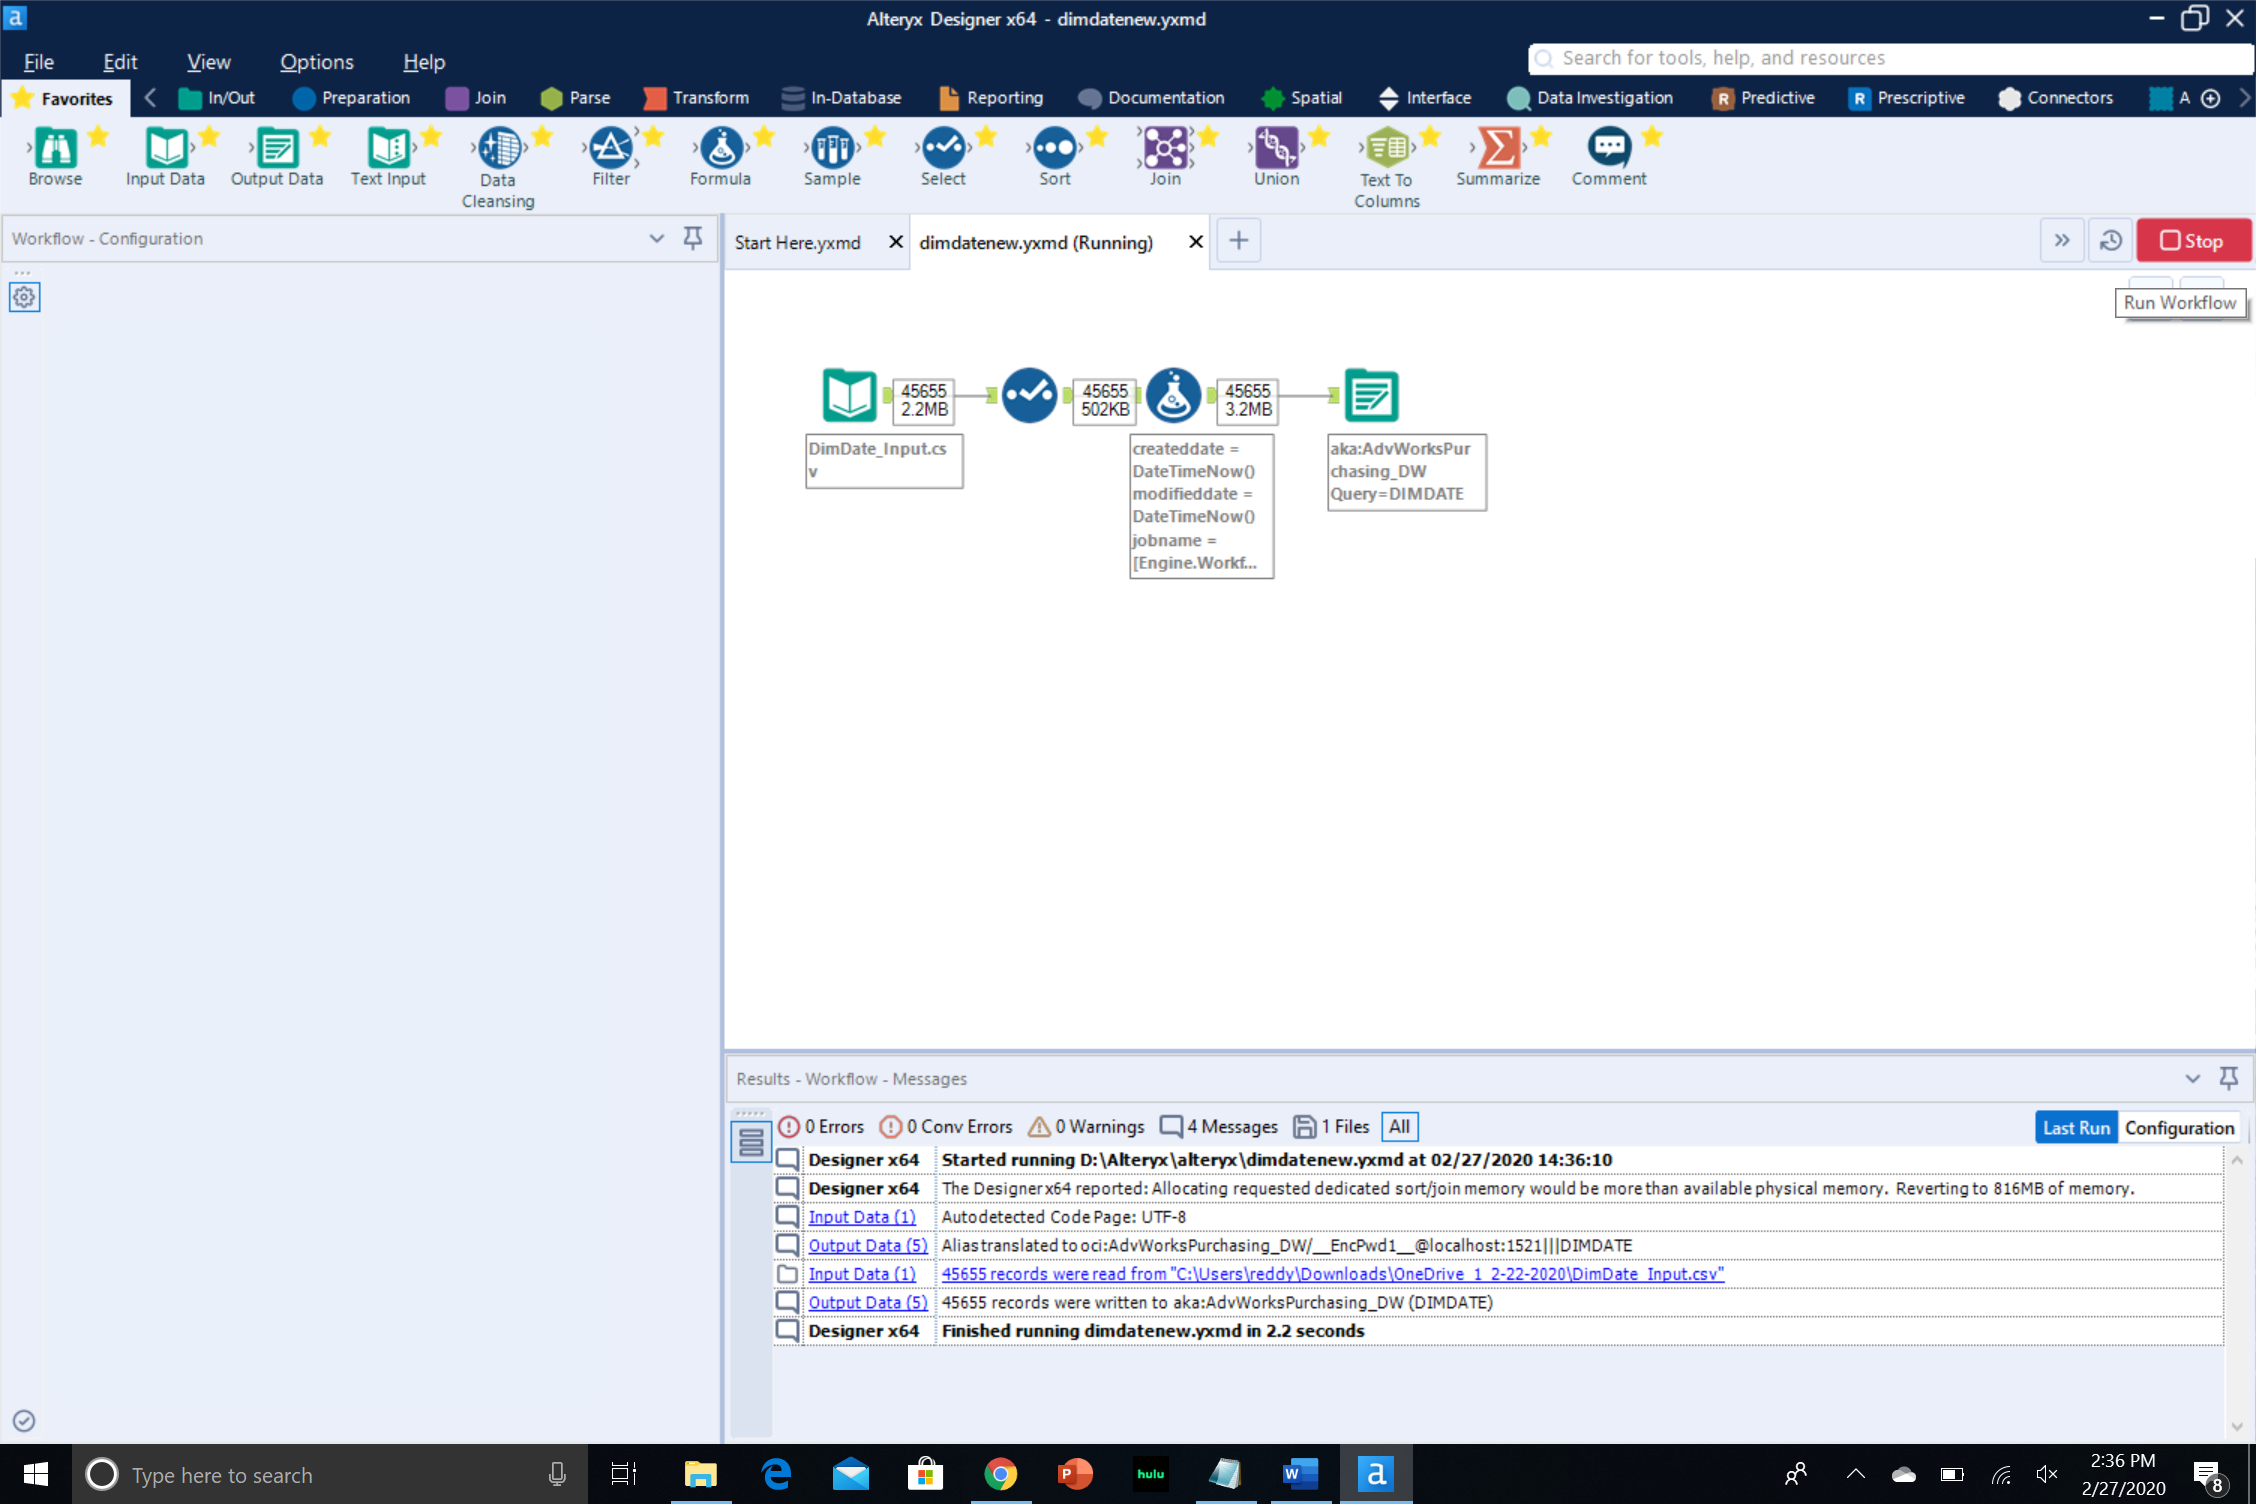 a
Alteryx Designer x64 - dimdatenew.yxmd
File Edit View Options Help
Search for tools, help, and resources
Favorites In/Out Preparation Join Parse Transform In-Database Reporting Documentation Spatial Interface Data Investigation R Predictive R Prescriptive Connectors A
Browse Input Data Output Data Text Input Data Cleansing Filter Formula Sample Select Sort Join Union Text To Columns Summarize Comment
Workflow - Configuration
Start Here.yxmd
dimdatenew.yxmd (Running)
Stop
Run Workflow
45655
2.2MB
45655
502KB
45655
3.2MB
DimDate_Input.cs
v
createddate =
DateTimeNow()
modifieddate =
DateTimeNow()
jobname =
[Engine.Workf...
aka:AdvWorksPur
chasing_DW
Query=DIMDATE
Results - Workflow - Messages
0 Errors 0 Conv Errors 0 Warnings 4 Messages 1 Files All Last Run Configuration
Designer x64 Started running D:\Alteryx\alteryx\dimdatenew.yxmd at 02/27/2020 14:36:10
Designer x64 The Designer x64 reported: Allocating requested dedicated sort/join memory would be more than available physical memory. Reverting to 816MB of memory.
Input Data (1) Autodetected Code Page: UTF-8
Output Data (5) Alias translated to oci:AdvWorksPurchasing_DW/__EncPwd1__@localhost:1521|||DIMDATE
Input Data (1) 45655 records were read from "C:\Users\reddy\Downloads\OneDrive_1_2-22-2020\DimDate_Input.csv"
Output Data (5) 45655 records were written to aka:AdvWorksPurchasing_DW (DIMDATE)
Designer x64 Finished running dimdatenew.yxmd in 2.2 seconds
Type here to search
hulu
a
2:36 PM
2/27/2020
8